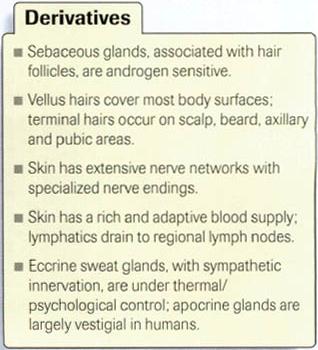 Derivatives
■ Sebaceous glands, associated with hair
follicles, are androgen sensitive.
■ Vellus hairs cover most body surfaces;
terminal hairs occur on scalp, beard, axillary
and pubic areas.
■ Skin has extensive nerve networks with
specialized nerve endings.
■ Skin has a rich and adaptive blood supply;
lymphatics drain to regional lymph nodes.
■ Eccrine sweat glands, with sympathetic
innervation, are under thermal/
psychological control; apocrine glands are
largely vestigial in humans.